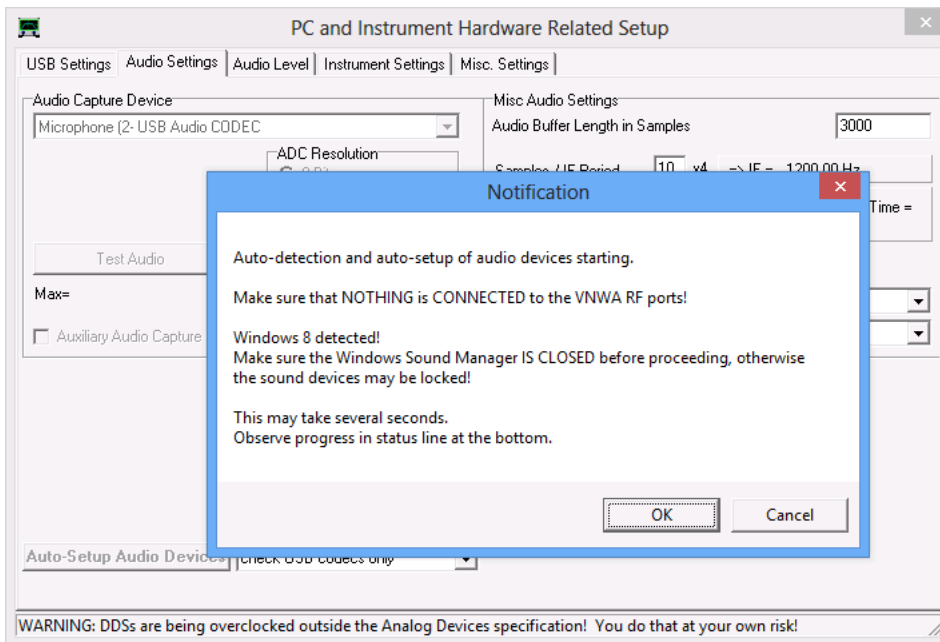 PC and Instrument Hardware Related Setup
USB Settings
Audio Settings
Audio Level
Instrument Settings
Misc. Settings
Audio Capture Device
Microphone (2- USB Audio CODEC
ADC Resolution
Test Audio
Max=
Auxiliary Audio Capture
Misc Audio Settings
Audio Buffer Length in Samples
3000
Samples / IF Period
10
x4
=> IF = 1200.00 Hz
Time =
Notification
Auto-detection and auto-setup of audio devices starting.
Make sure that NOTHING is CONNECTED to the VNWA RF ports!
Windows 8 detected!
Make sure the Windows Sound Manager IS CLOSED before proceeding, otherwise
the sound devices may be locked!
This may take several seconds.
Observe progress in status line at the bottom.
OK
Cancel
Auto-Setup Audio Devices
check USB codecs only
WARNING: DDSs are being overclocked outside the Analog Devices specification! You do that at your own risk!